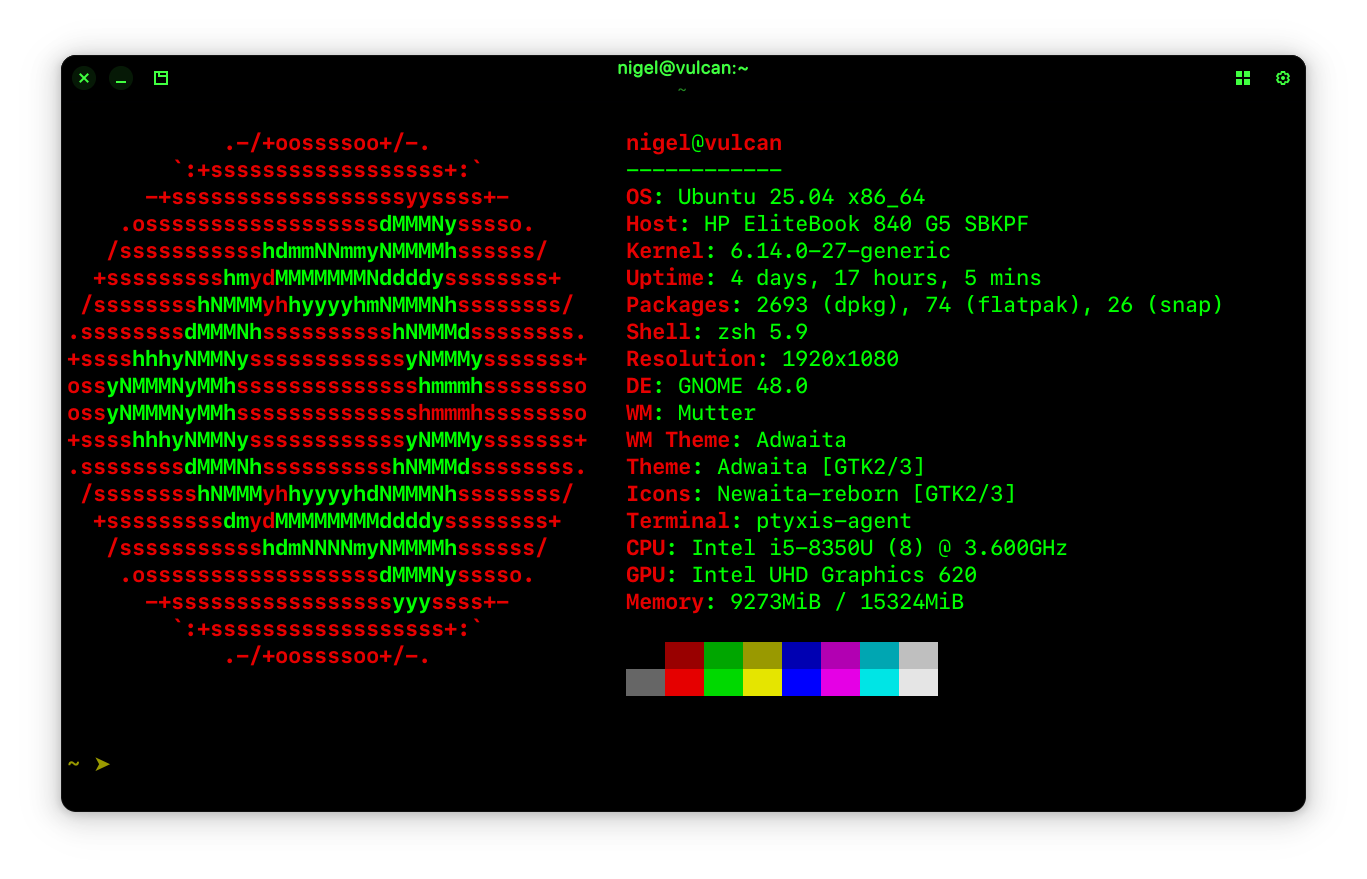 nigel@vulcan:~
~
.-/+oossssoo+/-.
`:+ssssssssssssssssss+:`
-+ssssssssssssssssssyyssss+-
.ossssssssssssssssssdMMMNysssso.
/ssssssssssshdmmNNmmyNMMMMhssssss/
+ssssssssshmydMMMMMMMNddddyssssssss+
/sssssssshNMMMyhhyyyyhmNMMMNhssssssss/
.ssssssssdMMMNhsssssssssshNMMMdssssssss.
+sssshhhyNMMNyssssssssssssyNMMMysssssss+
ossyNMMMNyMMhsssssssssssssshmmmhssssssso
ossyNMMMNyMMhsssssssssssssshmmmhssssssso
+sssshhhyNMMNyssssssssssssyNMMMysssssss+
.ssssssssdMMMNhsssssssssshNMMMdssssssss.
/sssssssshNMMMyhhyyyyhdNMMMNhssssssss/
+sssssssssdmydMMMMMMMMddddyssssssss+
/ssssssssssshdmNNNNmyNMMMMhssssss/
.ossssssssssssssssssdMMMNysssso.
-+sssssssssssssssssyyyssss+-
`:+ssssssssssssssssss+:`
.-/+oossssoo+/-.
nigel@vulcan
------------
OS: Ubuntu 25.04 x86_64
Host: HP EliteBook 840 G5 SBKPF
Kernel: 6.14.0-27-generic
Uptime: 4 days, 17 hours, 5 mins
Packages: 2693 (dpkg), 74 (flatpak), 26 (snap)
Shell: zsh 5.9
Resolution: 1920x1080
DE: GNOME 48.0
WM: Mutter
WM Theme: Adwaita
Theme: Adwaita [GTK2/3]
Icons: Newaita-reborn [GTK2/3]
Terminal: ptyxis-agent
CPU: Intel i5-8350U (8) @ 3.600GHz
GPU: Intel UHD Graphics 620
Memory: 9273MiB / 15324MiB
~ ➤